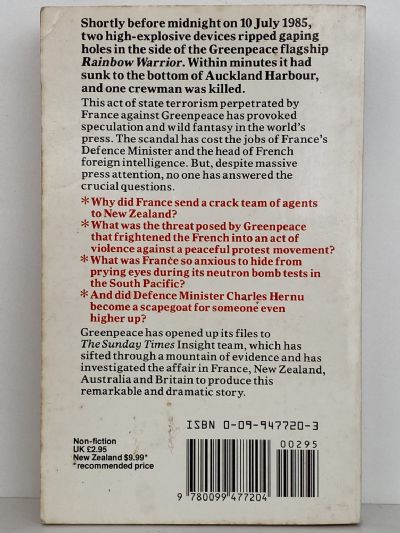 Shortly before midnight on 10 July 1985,
two high-explosive devices ripped gaping
holes in the side of the Greenpeace flagship
Rainbow Warrior. Within minutes it had
sunk to the bottom of Auckland Harbour,
and one crewman was killed.
This act of state terrorism perpetrated by
France against Greenpeace has provoked
speculation and wild fantasy in the world's
press. The scandal has cost the jobs of France's
Defence Minister and the head of French
foreign intelligence. But, despite massive
press attention, no one has answered the
crucial questions.
*Why did France send a crack team of agents
to New Zealand?
*What was the threat posed by Greenpeace
that frightened the French into an act of
violence against a peaceful protest movement?
*What was France so anxious to hide from
prying eyes during its neutron bomb tests in
the South Pacific?
*And did Defence Minister Charles Hernu
become a scapegoat for someone even
higher up?
Greenpeace has opened up its files to
The Sunday Times Insight team, which has
sifted through a mountain of evidence and has
investigated the affair in France, New Zealand,
Australia and Britain to produce this
remarkable and dramatic story.
ISBN 0-09-947720-3
00295
Non-fiction
UK £2.95
New Zealand $9.99*
*recommended price
9 780099 477204